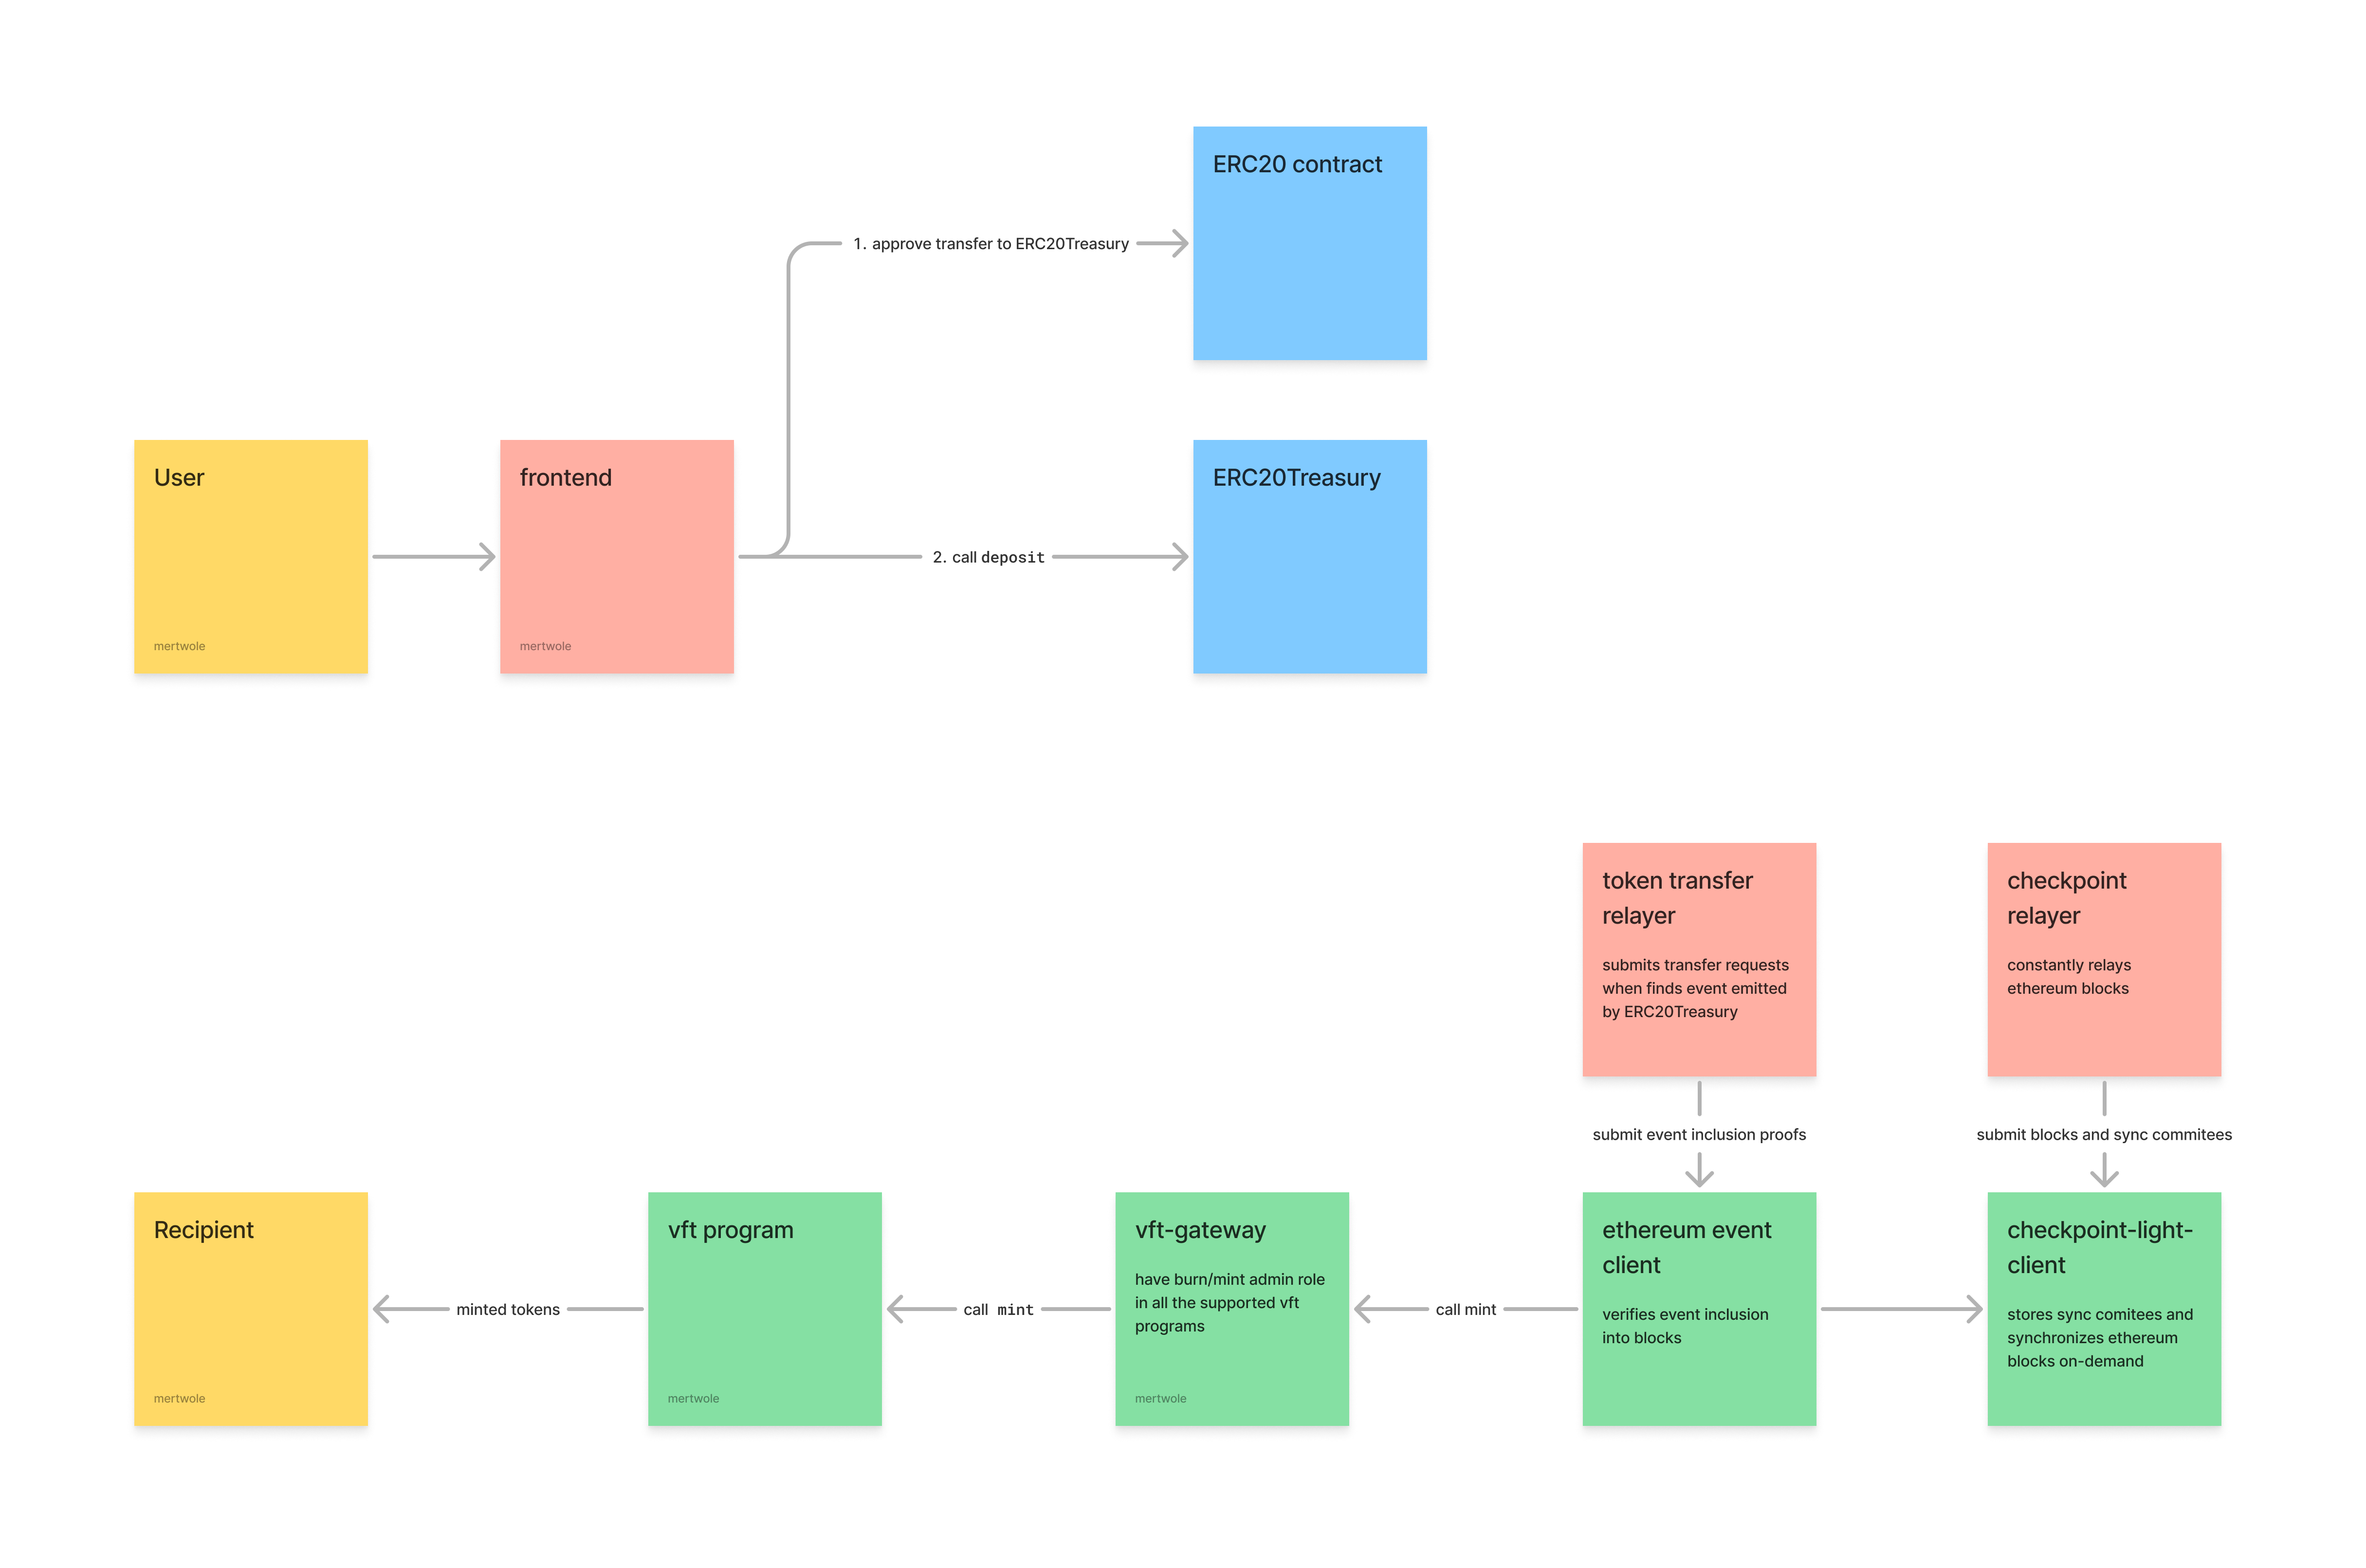 ERC20 contract
1. approve transfer to ERC20Treasury
User
mertwole
frontend
mertwole
2. call deposit
ERC20Treasury
token transfer
relayer
submits transfer requests
when finds event emitted
by ERC20Treasury
checkpoint
relayer
constantly relays
ethereum blocks
submit event inclusion proofs
submit blocks and sync commitees
Recipient
mertwole
minted tokens
vft program
mertwole
call mint
vft-gateway
have burn/mint admin role
in all the supported vft
programs
mertwole
call mint
ethereum event
client
verifies event inclusion
into blocks
checkpoint-light-
client
stores sync comitees and
synchronizes ethereum
blocks on-demand